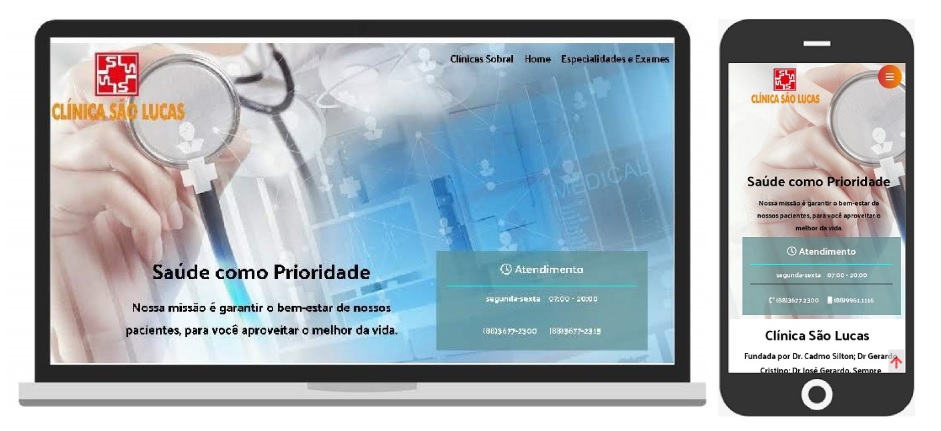 Clínicas Sobral Home Especialidades e Exames
CLÍNICA SÃO LUCAS
MEDICAL
Saúde como Prioridade
Nossa missão é garantir o bem-estar de nossos
pacientes, para você aproveitar o melhor da vida.
Atendimento
segunda-sexta 07:00 - 20:00
(88)3677-2300 (88)3677-2315
CLÍNICA SÃO LUCAS
Saúde como Prioridade
Nossa missão é garantir o bem-estar de
nossos pacientes, para você aproveitar o
melhor da vida.
Atendimento
segunda-sexta 07:00 - 20:00
(88)3677.2300
Clínica São Lucas
Fundada por Dr. Cadmo Silton; Dr Gerardo
Cristino; Dr José Gerardo. Sempre